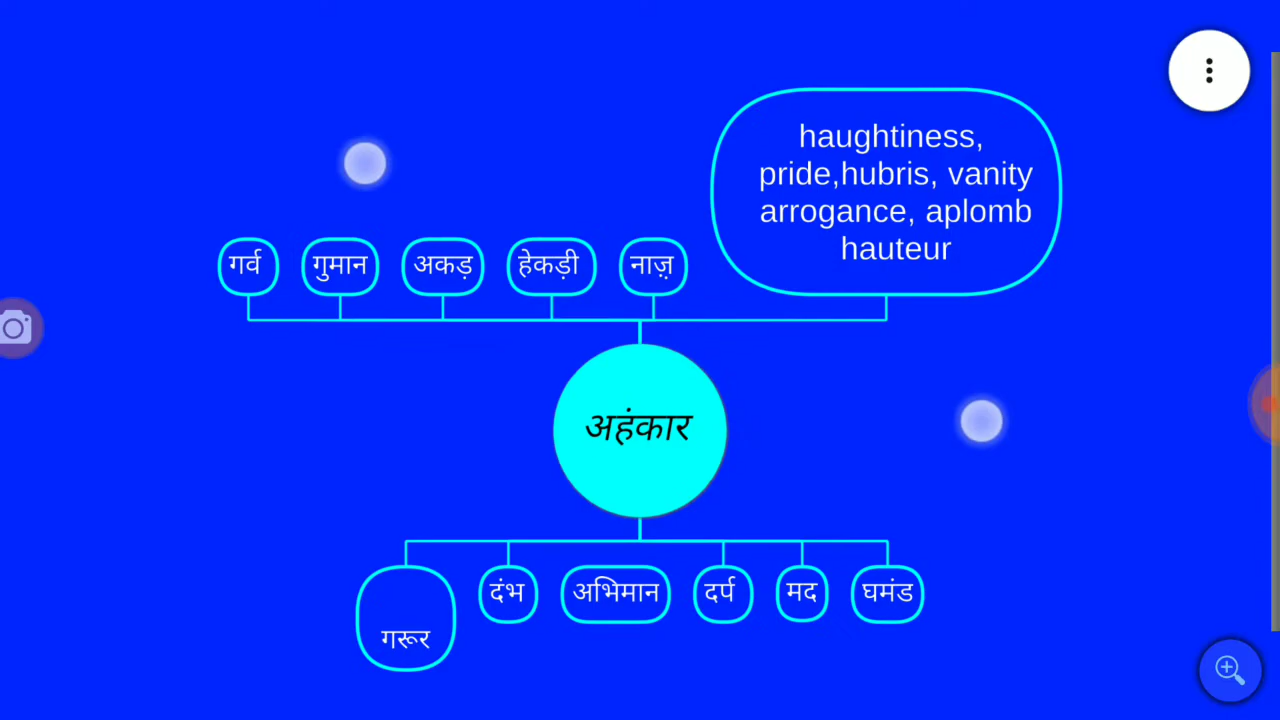 haughtiness,
pride,hubris, vanity
arrogance, aplomb
hauteur
गर्व
गुमान
अकड़
हेकड़ी
नाज़
अहंकार
गरूर
दंभ
अभिमान
दर्प
मद
घमंड